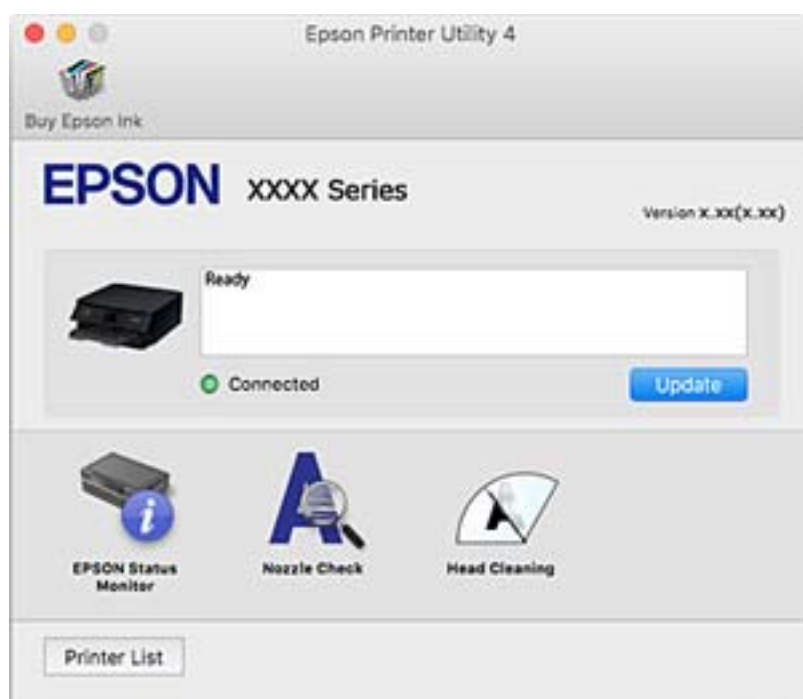 Epson Printer Utility 4
Buy Epson Ink
EPSON XXXX Series
Version x.xx(x.xx)
Ready
Connected
Update
EPSON Status
Monitor
Nozzle Check
Head Cleaning
Printer List